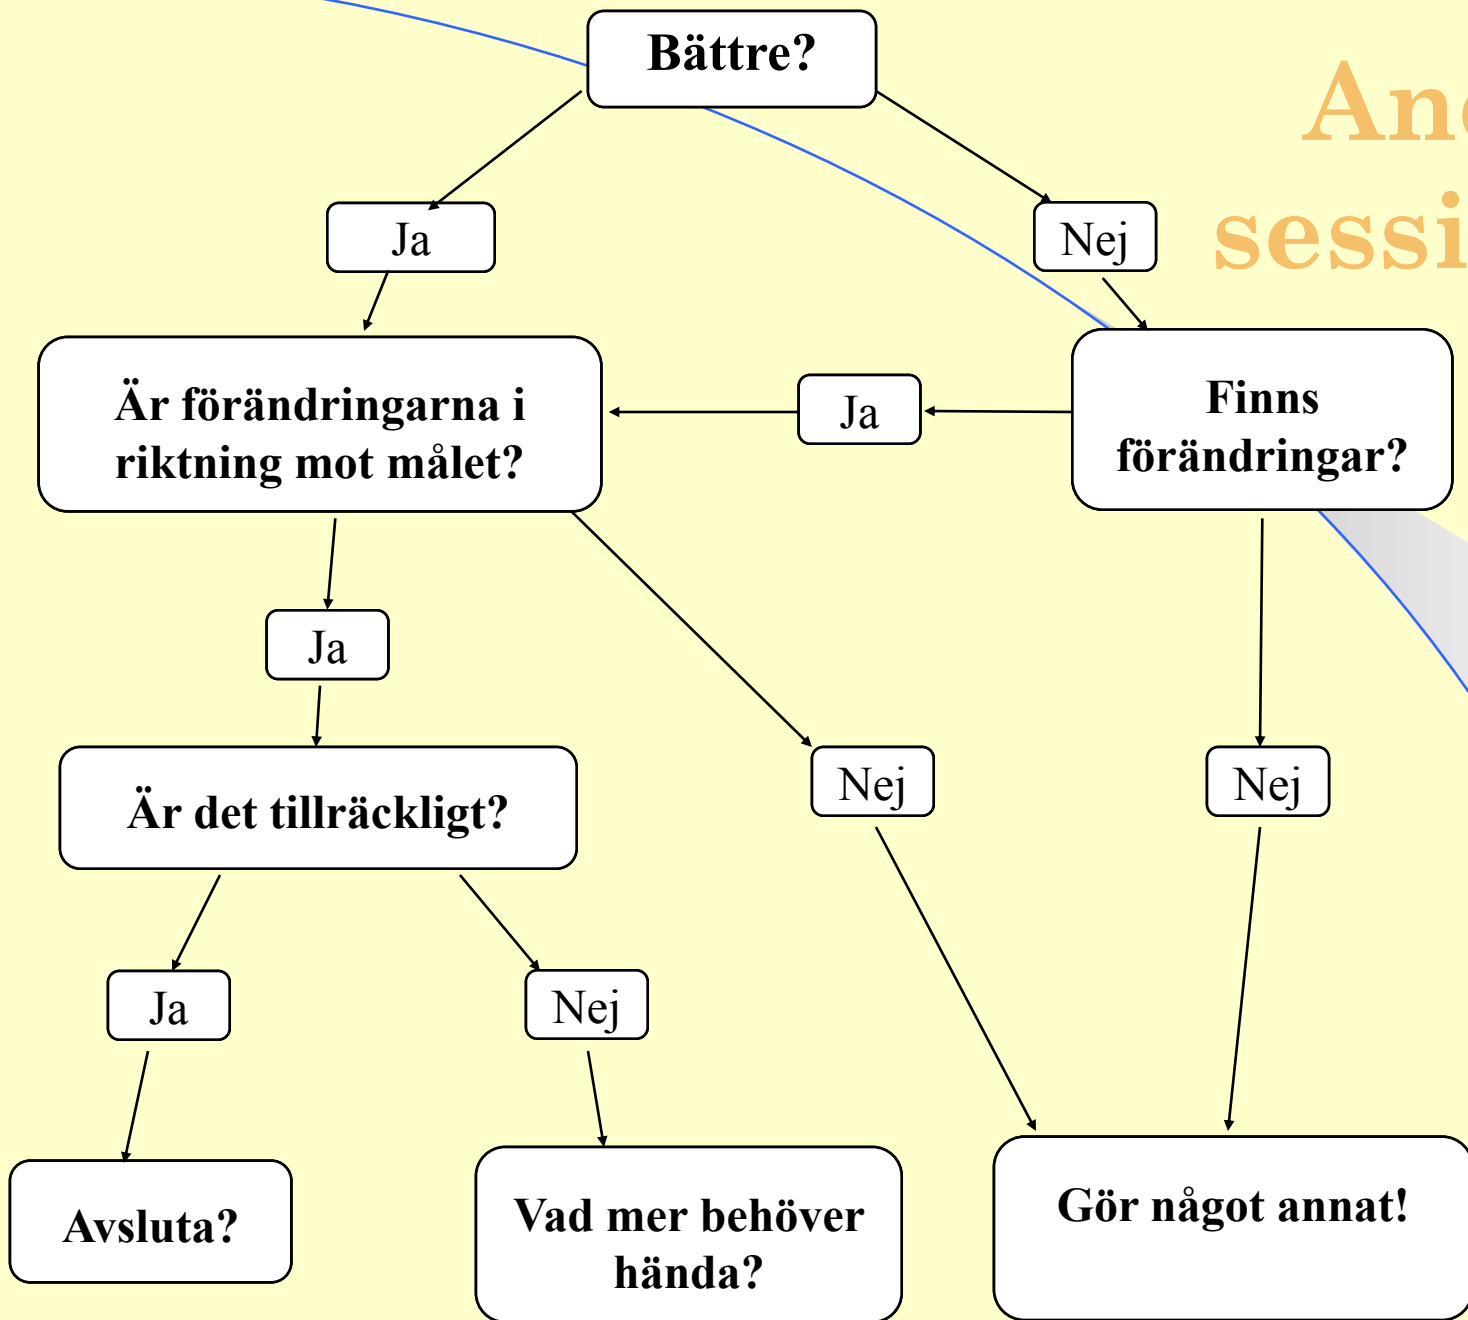 Bättre?
Ja
Nej
Är förändringarna i
riktning mot målet?
Ja
Finns
förändringar?
Ja
Är det tillräckligt?
Nej
Nej
Ja
Nej
Avsluta?
Vad mer behöver
hända?
Gör något annat!